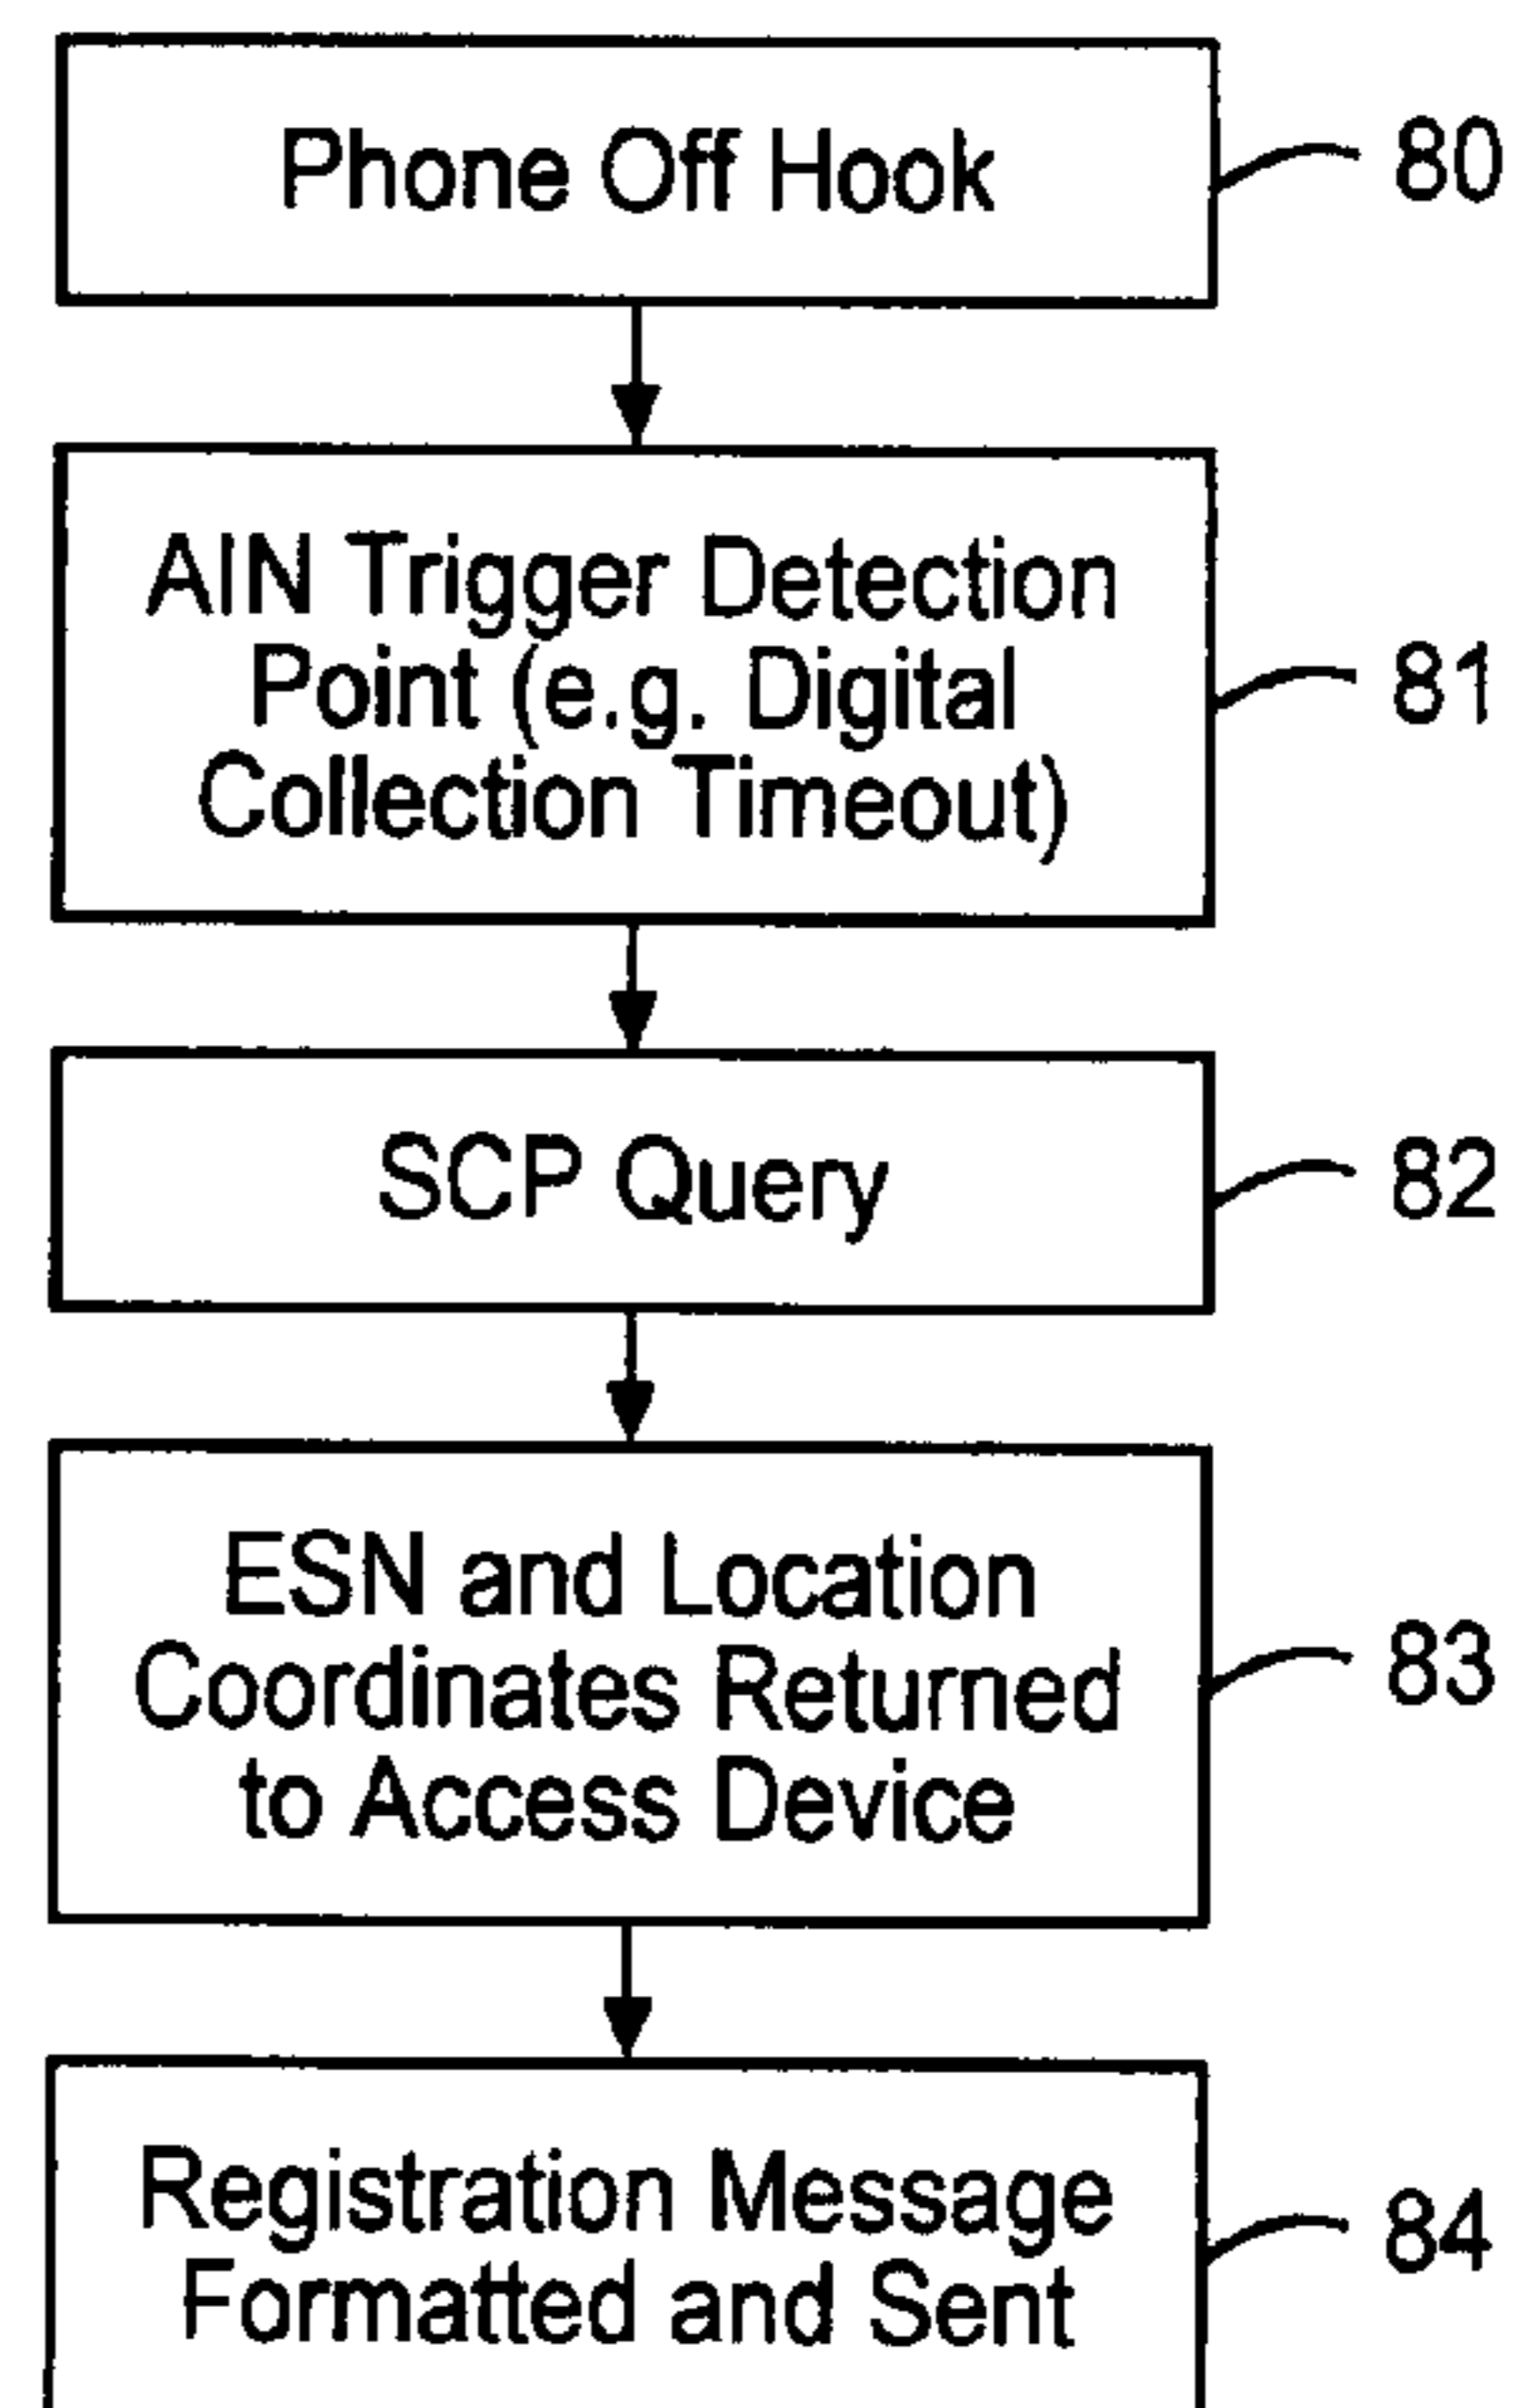 Phone Off Hook
80
AIN Trigger Detection
Point (e.g. Digital
Collection Timeout)
81
SCP Query
82
ESN and Location
Coordinates Returned
to Access Device
83
Registration Message
Formatted and Sent
84